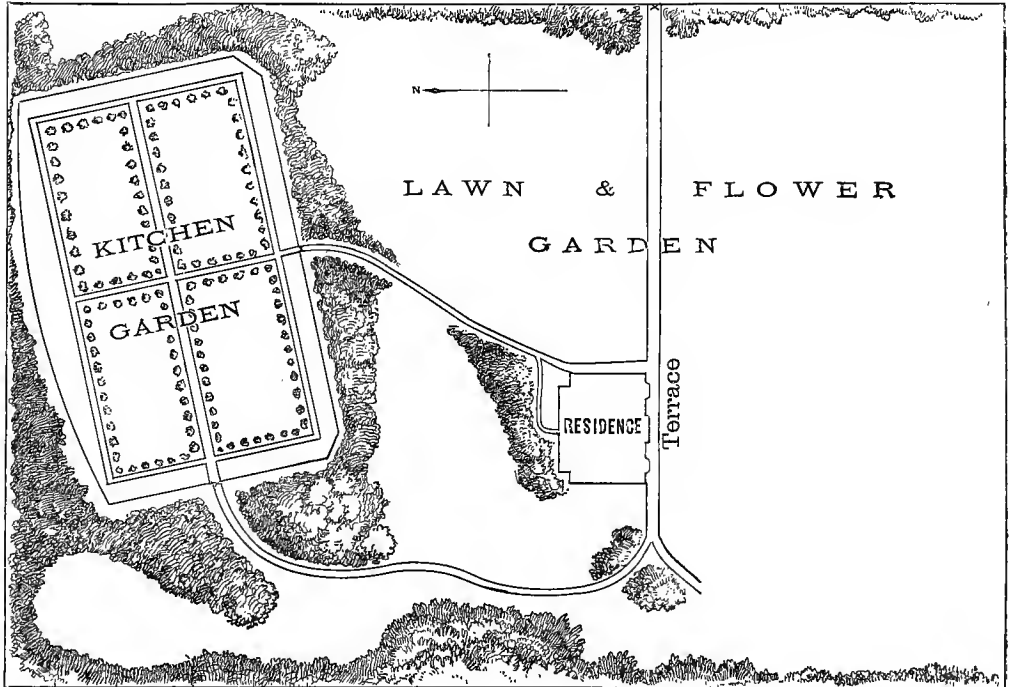 N
LAWN & FLOWER
GARDEN
KITCHEN
GARDEN
RESIDENCE
Terrace